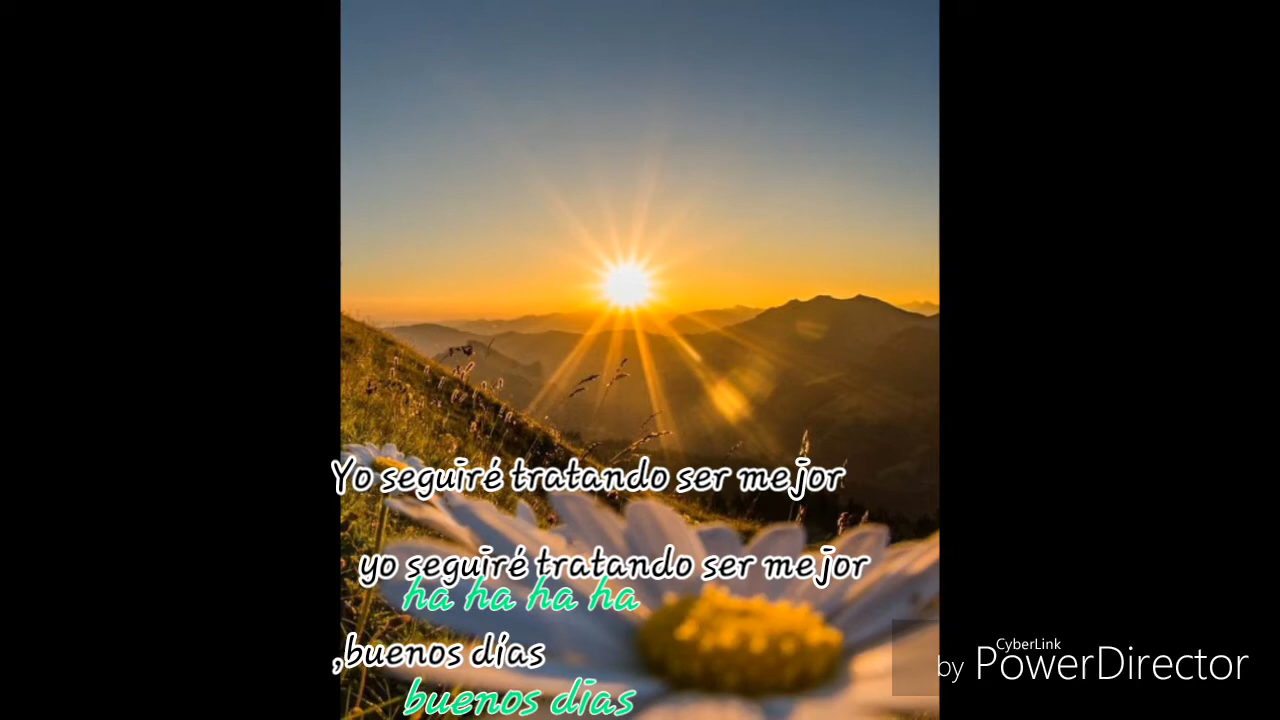 Yo seguiré tratando ser mejor
yo seguiré tratando ser mejor
ha ha ha ha
,buenos días
buenos días
CyberLink
by PowerDirector